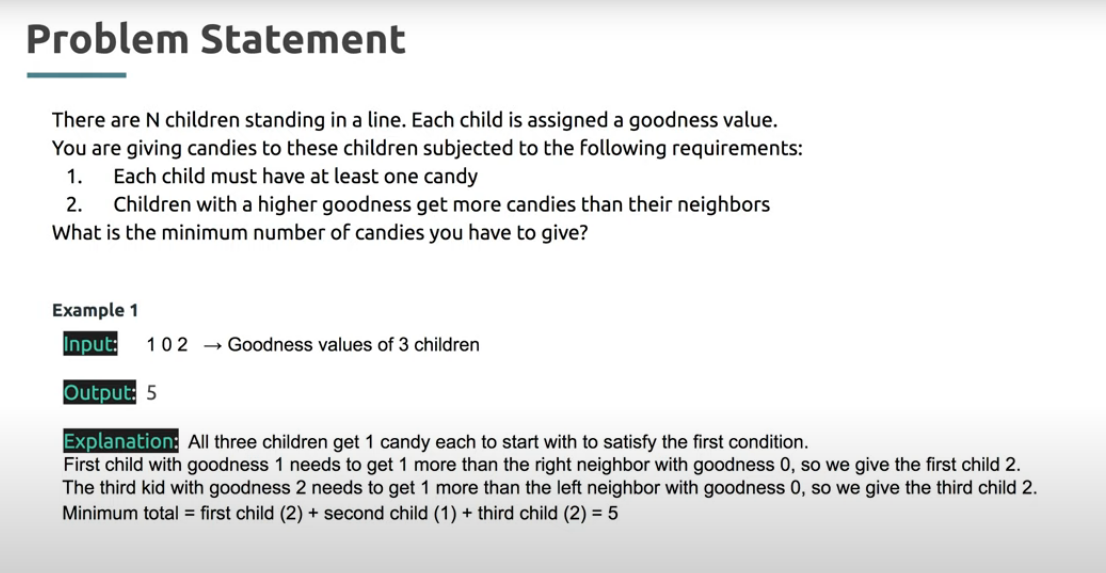 Problem Statement
There are N children standing in a line. Each child is assigned a goodness value.
You are giving candies to these children subjected to the following requirements:
1. Each child must have at least one candy
2. Children with a higher goodness get more candies than their neighbors
What is the minimum number of candies you have to give?
Example 1
Input: 1 0 2 → Goodness values of 3 children
Output: 5
Explanation: All three children get 1 candy each to start with to satisfy the first condition.
First child with goodness 1 needs to get 1 more than the right neighbor with goodness 0, so we give the first child 2.
The third kid with goodness 2 needs to get 1 more than the left neighbor with goodness 0, so we give the third child 2.
Minimum total = first child (2) + second child (1) + third child (2) = 5